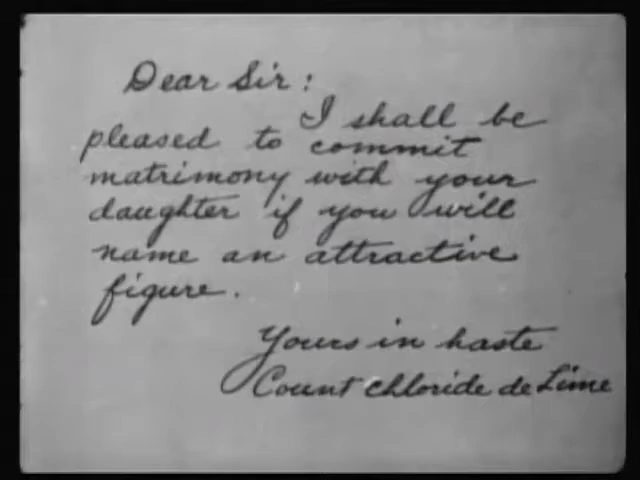 Dear Sir:
I shall be
pleased to commit
matrimony with your
daughter if you will
name an attractive
figure.
Yours in haste
Count Chloride de Lime